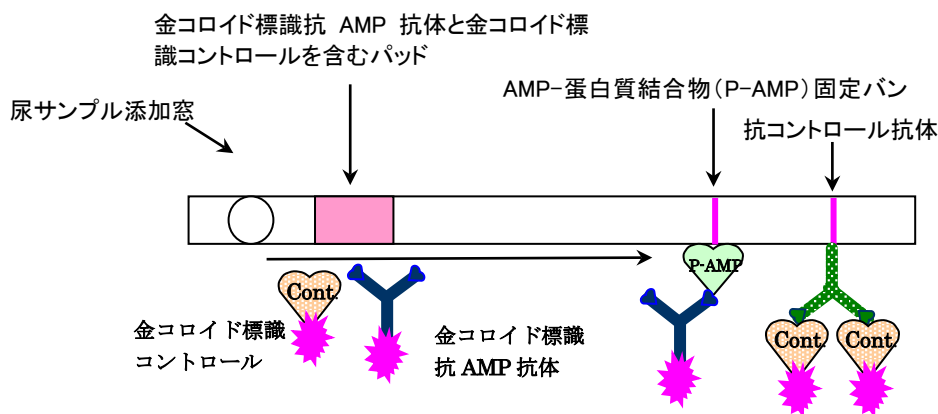 金コロイド標識抗 AMP 抗体と金コロイド標
識コントロールを含むパッド
AMP-蛋白質結合物(P-AMP)固定バン
尿サンプル添加窓
抗コントロール抗体
P-AMP
Cont.
金コロイド標識
コントロール
金コロイド標識
抗 AMP 抗体
Cont.
Cont.